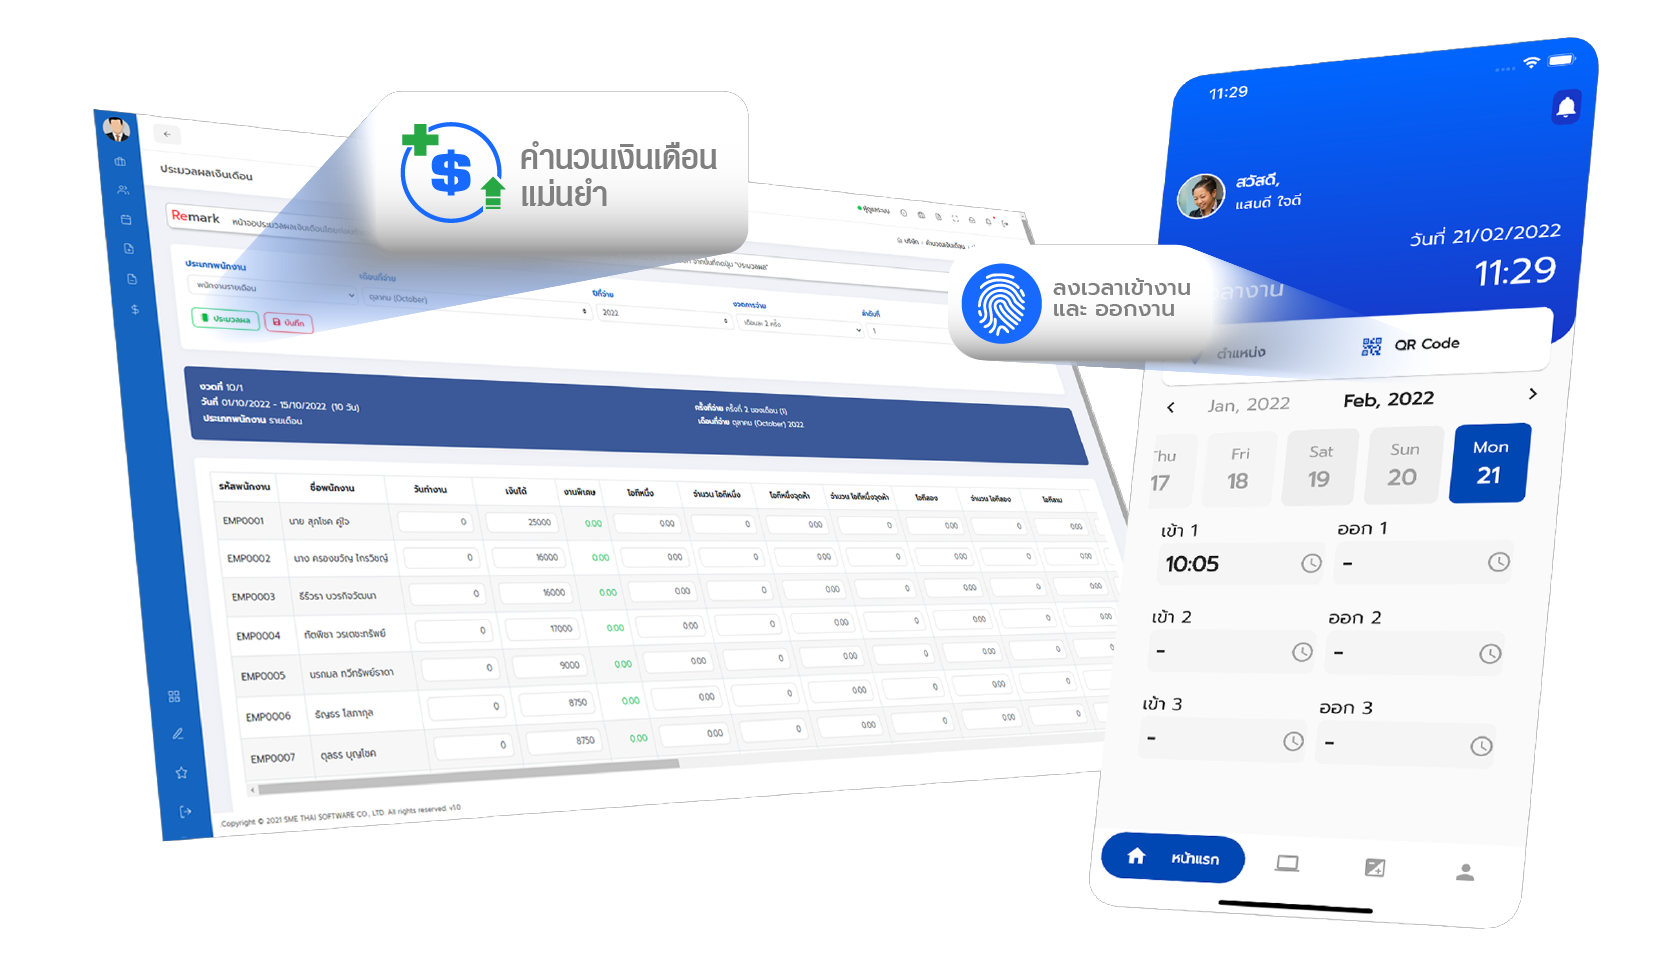 คำนวนเงินเดือน
แม่นยำ
ประมวลผลเงินเดือน
Remark
ผู้ดูแลระบบ
บริษัท › คำนวณเงินเดือน ›
ประเภทพนักงาน
เดือนที่จ่าย
ปีที่จ่าย
งวดการจ่าย
ลำดับที่
พนักงานรายเดือน
ตุลาคม (October)
2022
เดือนละ 2 ครั้ง
1
ประมวลผล
บันทึก
งวดที่ 10/1
วันที่ 01/10/2022 - 15/10/2022 (10 วัน)
ประเภทพนักงาน รายเดือน
ครั้งที่จ่าย ครั้งที่ 2 ของเดือน (1)
เดือนที่จ่าย ตุลาคม (October) 2022
รหัสพนักงาน ชื่อพนักงาน วันทำงาน เงินได้ งานพิเศษ โอทีหนึ่ง จำนวน โอทีหนึ่ง โอทีหนึ่งจุดห้า จำนวน โอทีหนึ่งจุดห้า โอทีสอง จำนวน โอทีสอง โอทีสาม
EMP0001 นาย สุภโชค คู่ใจ 0 25000 0.00 0.00 0 0.00 0 0.00 0 0.00
EMP0002 นาง ครองขวัญ ไกรวิชญ์ 0 16000 0.00 0.00 0 0.00 0 0.00 0 0.00
EMP0003 ธีร์วรา บวรกิจวัฒนา 0 16000 0.00 0.00 0 0.00 0 0.00 0 0.00
EMP0004 ทัตพิชา วรเดชะทรัพย์ 0 17000 0.00 0.00 0 0.00 0 0.00 0 0.00
EMP0005 นรกมล ทวีทรัพย์ธาดา 0 9000 0.00 0.00 0 0.00 0 0.00 0
EMP0006 ธัญธร โสภากุล 0 8750 0.00 0.00 0 0.00 0 0.00 0
EMP0007 ตุลธร บุญโชค 0 8750 0.00 0.00 0 0.00 0 0.00 0
Copyright © 2021 SME THAI SOFTWARE CO., LTD. All rights reserved. v1.0
11:29
สวัสดี,
แสนดี ใจดี
วันที่ 21/02/2022
11:29
ลงเวลาเข้างาน
และ ออกงาน
ตำแหน่ง
QR Code
Jan, 2022
Feb, 2022
Thu Fri Sat Sun Mon
17 18 19 20 21
เข้า 1 ออก 1
10:05 -
เข้า 2 ออก 2
- -
เข้า 3 ออก 3
- -
หน้าแรก